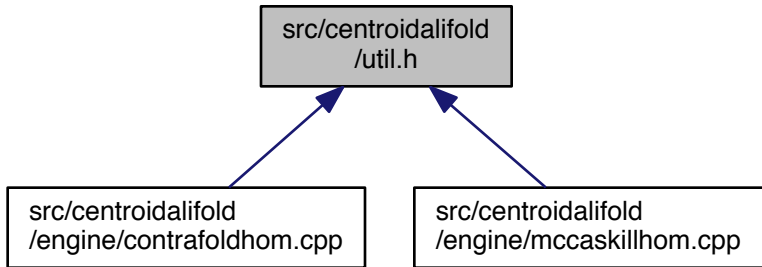 src/centroidalifold
/util.h
src/centroidalifold
/engine/contrafoldhom.cpp
src/centroidalifold
/engine/mccaskillhom.cpp